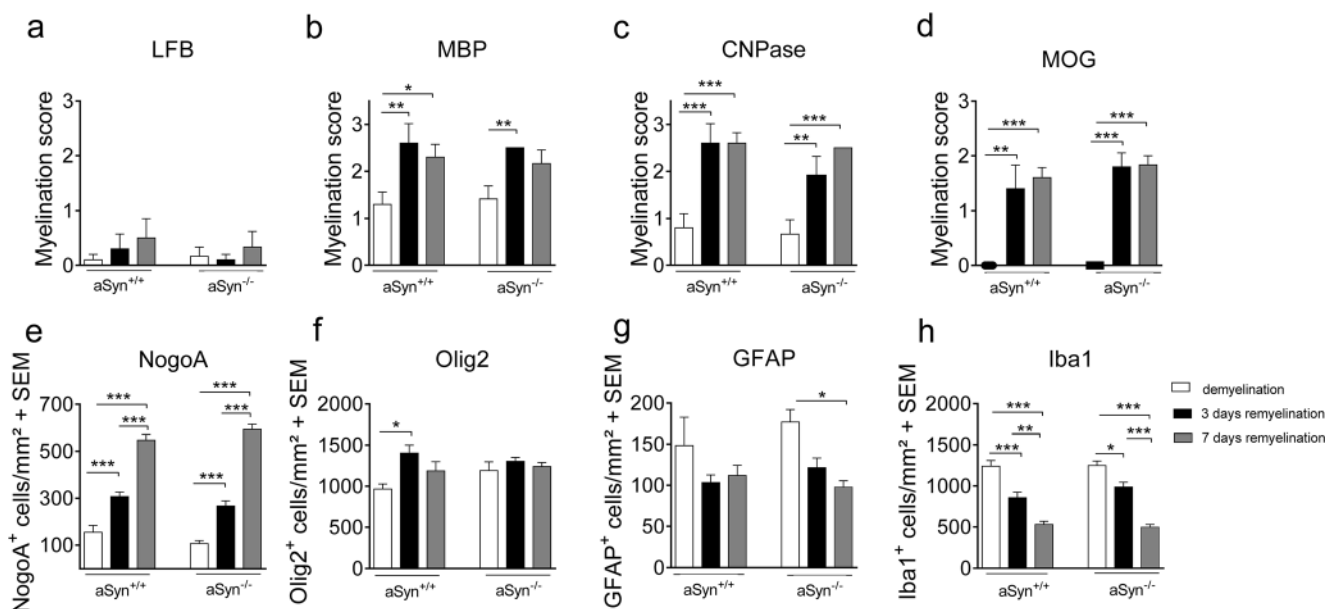 a
LFB
Myelination score
3
2
1
0
aSyn+/+
aSyn-/-
b
MBP
Myelination score
3
2
1
0
*
**
**
aSyn+/+
aSyn-/-
c
CNPase
Myelination score
3
2
1
0
***
***
***
**
aSyn+/+
aSyn-/-
d
MOG
Myelination score
3
2
1
0
***
**
***
***
aSyn+/+
aSyn-/-
e
NogoA
NogoA+ cells/mm² + SEM
700
500
300
100
***
***
***
***
***
***
aSyn+/+
aSyn-/-
f
Olig2
Olig2+ cells/mm² + SEM
2000
1500
1000
500
0
*
aSyn+/+
aSyn-/-
g
GFAP
GFAP+ cells/mm² + SEM
200
150
100
50
0
*
aSyn+/+
aSyn-/-
h
Iba1
Iba1+ cells/mm² + SEM
2000
1500
1000
500
0
***
**
***
***
***
*
aSyn+/+
aSyn-/-
demyelination
3 days remyelination
7 days remyelination